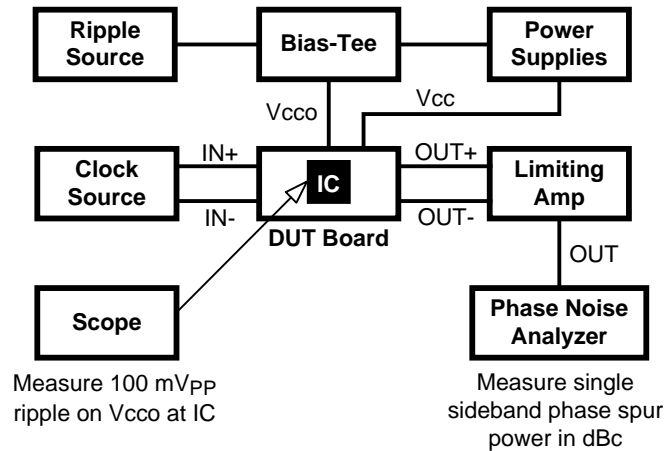 Ripple
Source
Bias-Tee
Power
Supplies
Vcco
Vcc
Clock
Source
IN+
IN-
IC
DUT Board
OUT+
OUT-
Limiting
Amp
OUT
Scope
Phase Noise
Analyzer
Measure 100 mVPP
ripple on Vcco at IC
Measure single
sideband phase spur
power in dBc